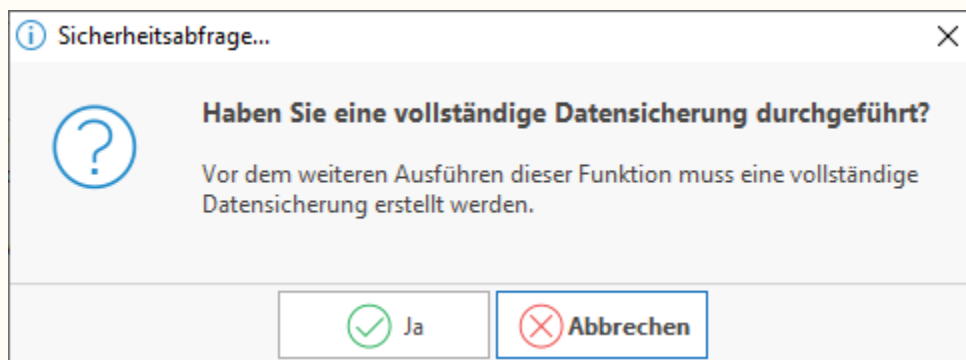 Sicherheitsabfrage...
Haben Sie eine vollständige Datensicherung durchgeführt?
Vor dem weiteren Ausführen dieser Funktion muss eine vollständige
Datensicherung erstellt werden.
Ja
Abbrechen